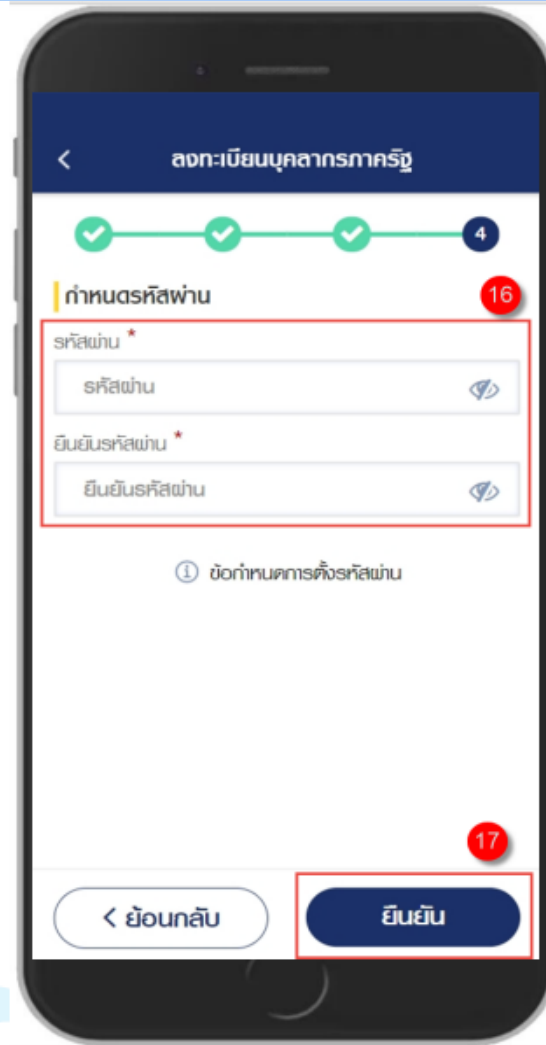 < ลงทะเบียนบุคลากรภาครัฐ
4
กำหนดรหัสผ่าน
16
รหัสผ่าน *
รหัสผ่าน
ยืนยันรหัสผ่าน *
ยืนยันรหัสผ่าน
ข้อกำหนดการตั้งรหัสผ่าน
17
< ย้อนกลับ
ยืนยัน